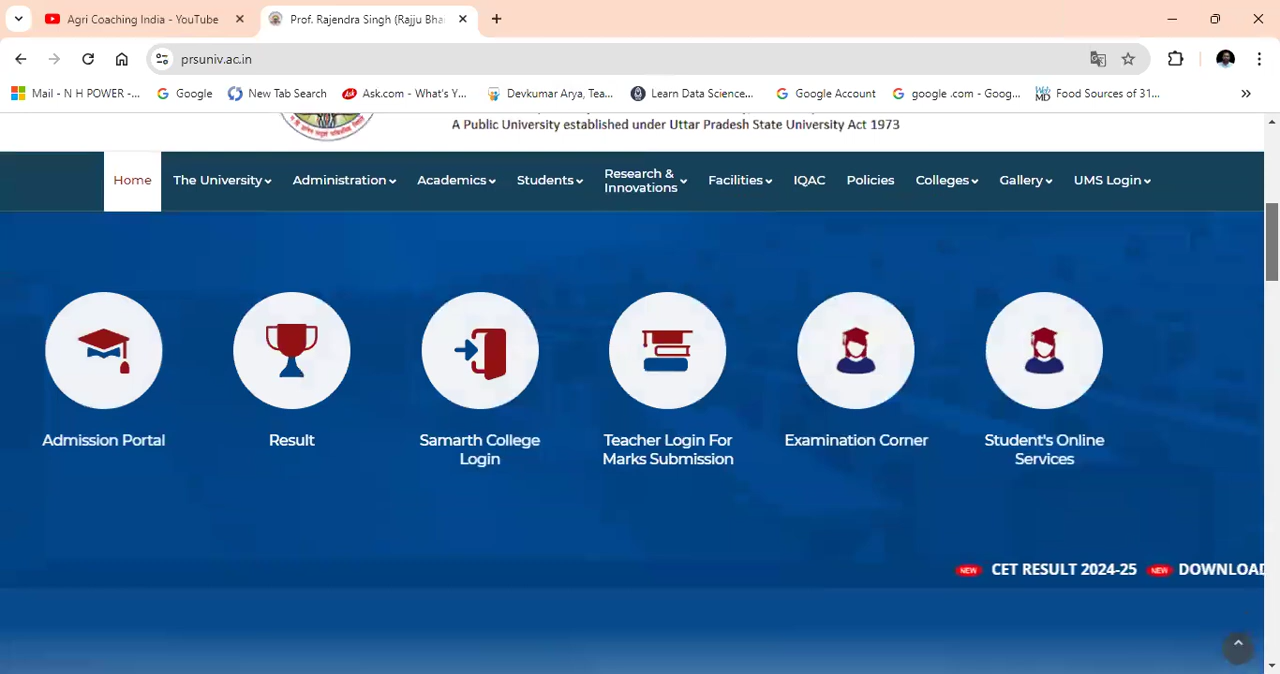 Agri Coaching India - YouTube
Prof. Rajendra Singh (Rajju Bha
prsuniv.ac.in
Mail - N H POWER -...
Google
New Tab Search
Ask.com - What's Y...
Devkumar Arya, Tea...
Learn Data Science...
Google Account
google .com - Goog...
Food Sources of 31...
A Public University established under Uttar Pradesh State University Act 1973
Home
The University
Administration
Academics
Students
Research &
Innovations
Facilities
IQAC
Policies
Colleges
Gallery
UMS Login
Admission Portal
Result
Samarth College
Login
Teacher Login For
Marks Submission
Examination Corner
Student's Online
Services
NEW CET RESULT 2024-25 NEW DOWNLOAD